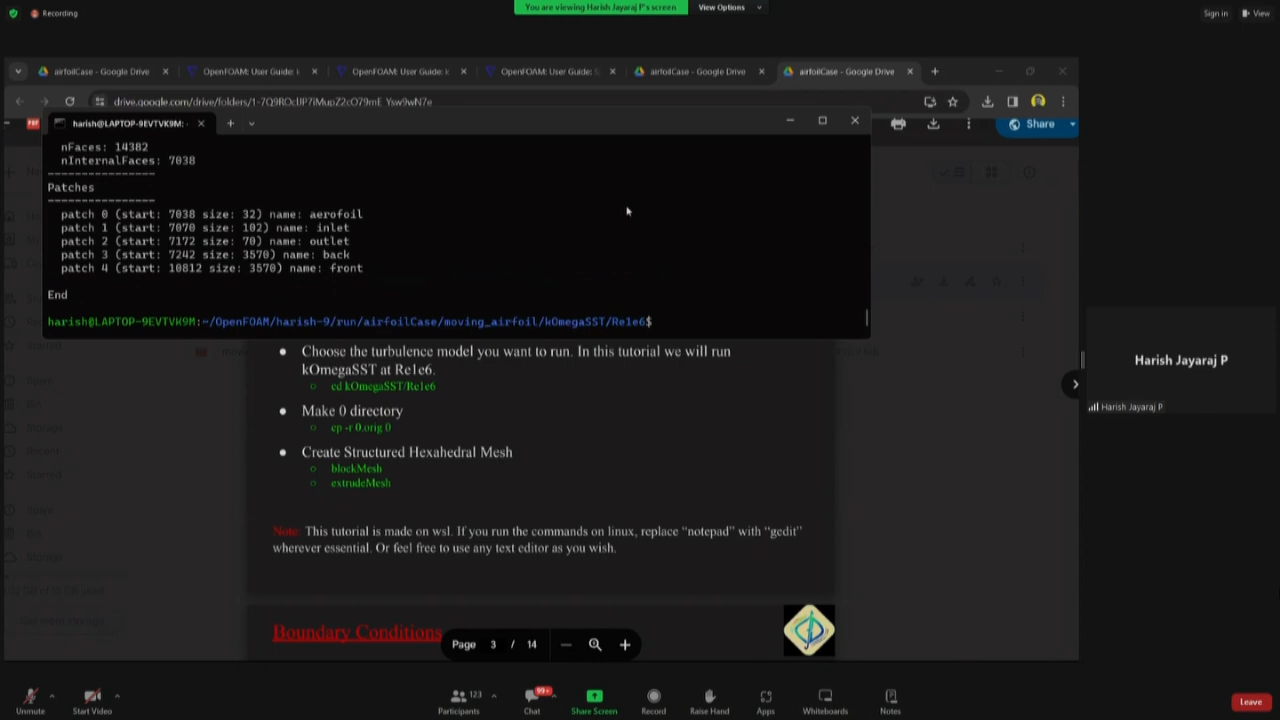 Recording
You are viewing Harish Jayaraj P's screen
View Options
Sign in
View
airfoilCase - Google Drive
OpenFOAM: User Guide:
OpenFOAM: User Guide:
OpenFOAM: User Guide:
airfoilCase - Google Drive
airfoilCase - Google Drive
PDF
Share
harish@LAPTOP-9EVTVK9M:
nFaces: 14382
nInternalFaces: 7038
----------------
Patches
----------------
patch 0 (start: 7038 size: 32) name: aerofoil
patch 1 (start: 7070 size: 102) name: inlet
patch 2 (start: 7172 size: 70) name: outlet
patch 3 (start: 7242 size: 3570) name: back
patch 4 (start: 10812 size: 3570) name: front
End
harish@LAPTOP-9EVTVK9M:~/OpenFOAM/harish-9/run/airfoilCase/moving_airfoil/kOmegaSST/Re1e6$
● Choose the turbulence model you want to run. In this tutorial we will run
kOmegaSST at Re1e6.
○ cd kOmegaSST/Re1e6
● Make 0 directory
○ cp -r 0.orig 0
● Create Structured Hexahedral Mesh
○ blockMesh
○ extrudeMesh
Note: This tutorial is made on wsl. If you run the commands on linux, replace “notepad” with “gedit”
wherever essential. Or feel free to use any text editor as you wish.
Boundary Conditions
Page 3 / 14
Harish Jayaraj P
Harish Jayaraj P
Unmute
Start Video
123
Participants
99+
Chat
Share Screen
Record
Raise Hand
Apps
Whiteboards
Notes
Leave